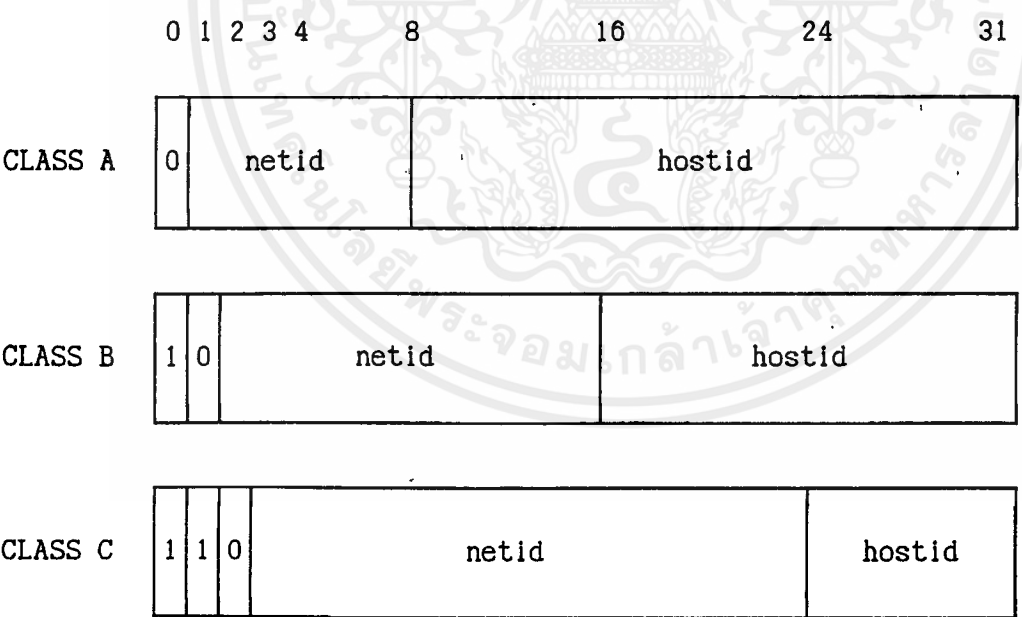 0 1 2 3 4 8 16 24 31
CLASS A 0 netid hostid
CLASS B 1 0 netid hostid
CLASS C 1 1 0 netid hostid